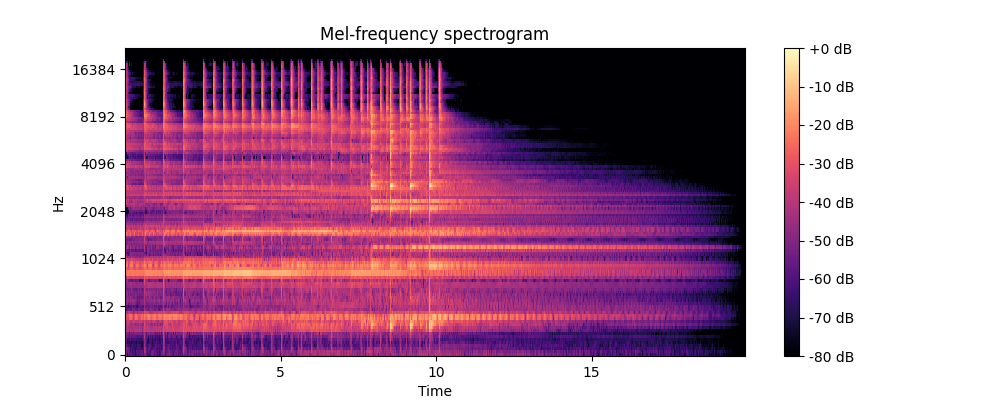 Mel-frequency spectrogram
Hz
16384
8192
4096
2048
1024
512
0
0 5 10 15
Time
+0 dB
-10 dB
-20 dB
-30 dB
-40 dB
-50 dB
-60 dB
-70 dB
-80 dB